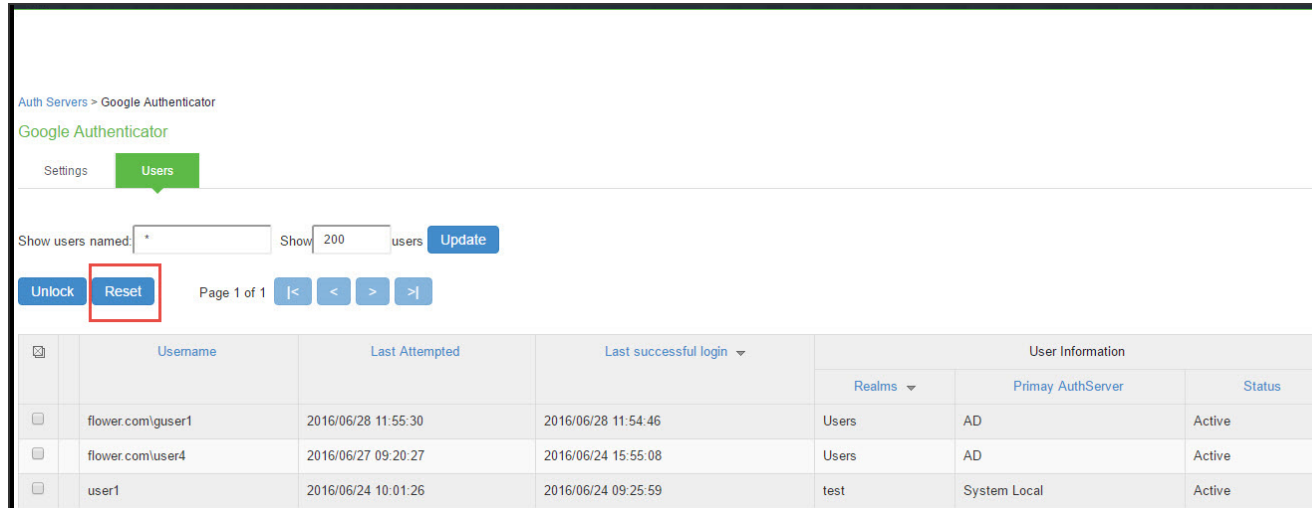 Auth Servers > Google Authenticator
Google Authenticator
Settings Users
Show users named: * Show 200 users Update
Unlock Reset Page 1 of 1 |< < > >|
Username Last Attempted Last successful login User Information
Realms Primay AuthServer Status
flower.com\guser1 2016/06/28 11:55:30 2016/06/28 11:54:46 Users AD Active
flower.com\user4 2016/06/27 09:20:27 2016/06/24 15:55:08 Users AD Active
user1 2016/06/24 10:01:26 2016/06/24 09:25:59 test System Local Active